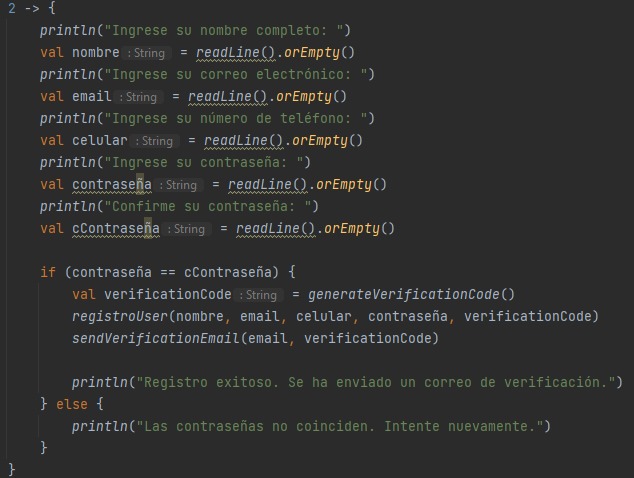 2 -> {
println("Ingrese su nombre completo: ")
val nombre : String = readLine().orEmpty()
println("Ingrese su correo electrónico: ")
val email : String = readLine().orEmpty()
println("Ingrese su número de teléfono: ")
val celular : String = readLine().orEmpty()
println("Ingrese su contraseña: ")
val contraseña : String = readLine().orEmpty()
println("Confirme su contraseña: ")
val cContraseña : String = readLine().orEmpty()
if (contraseña == cContraseña) {
val verificationCode : String = generateVerificationCode()
registroUser(nombre, email, celular, contraseña, verificationCode)
sendVerificationEmail(email, verificationCode)
println("Registro exitoso. Se ha enviado un correo de verificación.")
} else {
println("Las contraseñas no coinciden. Intente nuevamente.")
}
}